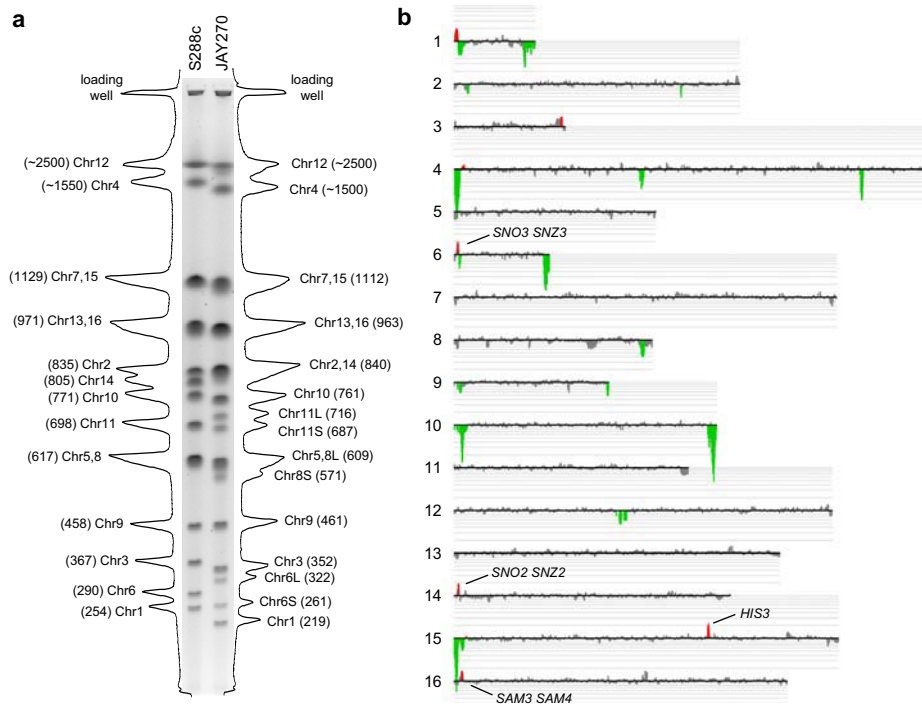 a
S288c
JAY270
loading
well
loading
well
(~2500) Chr12
(~1550) Chr4
(1129) Chr7,15
(971) Chr13,16
(835) Chr2
(805) Chr14
(771) Chr10
(698) Chr11
(617) Chr5,8
(458) Chr9
(367) Chr3
(290) Chr6
(254) Chr1
Chr12 (~2500)
Chr4 (~1500)
Chr7,15 (1112)
Chr13,16 (963)
Chr2,14 (840)
Chr10 (761)
Chr11L (716)
Chr11S (687)
Chr5,8L (609)
Chr8S (571)
Chr9 (461)
Chr3 (352)
Chr6L (322)
Chr6S (261)
Chr1 (219)
b
1
2
3
4
5
SNO3 SNZ3
6
7
8
9
10
11
12
13
SNO2 SNZ2
14
HIS3
15
16
SAM3 SAM4